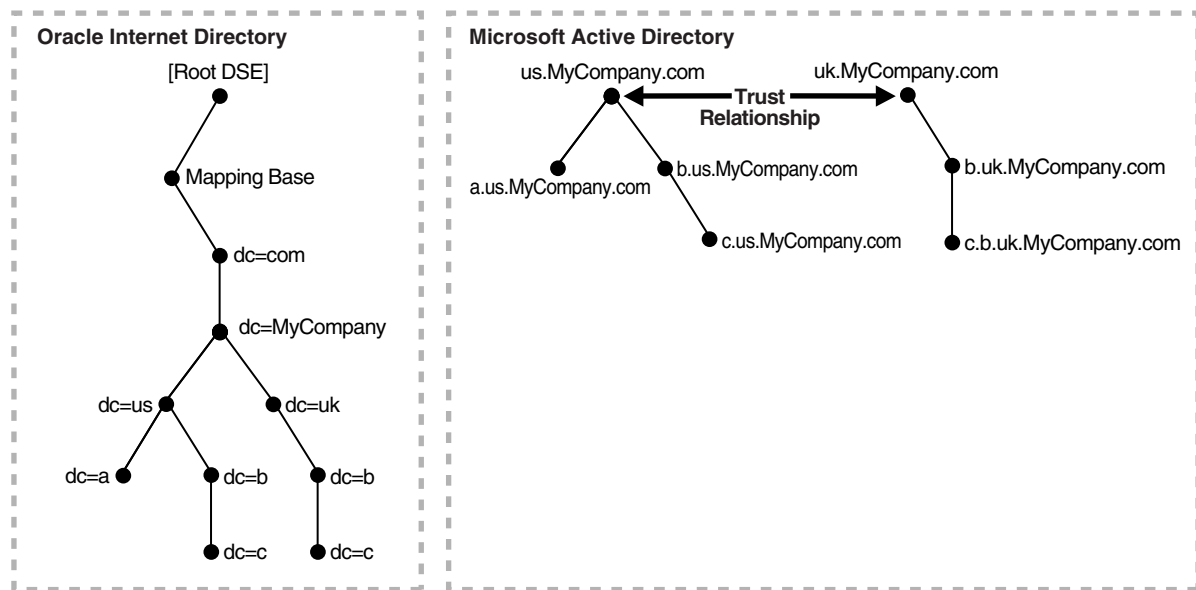 Oracle Internet Directory
[Root DSE]
Mapping Base
dc=com
dc=MyCompany
dc=us
dc=uk
dc=a
dc=b
dc=b
dc=c
dc=c
Microsoft Active Directory
us.MyCompany.com
uk.MyCompany.com
Trust
Relationship
a.us.MyCompany.com
b.us.MyCompany.com
b.uk.MyCompany.com
c.us.MyCompany.com
c.b.uk.MyCompany.com